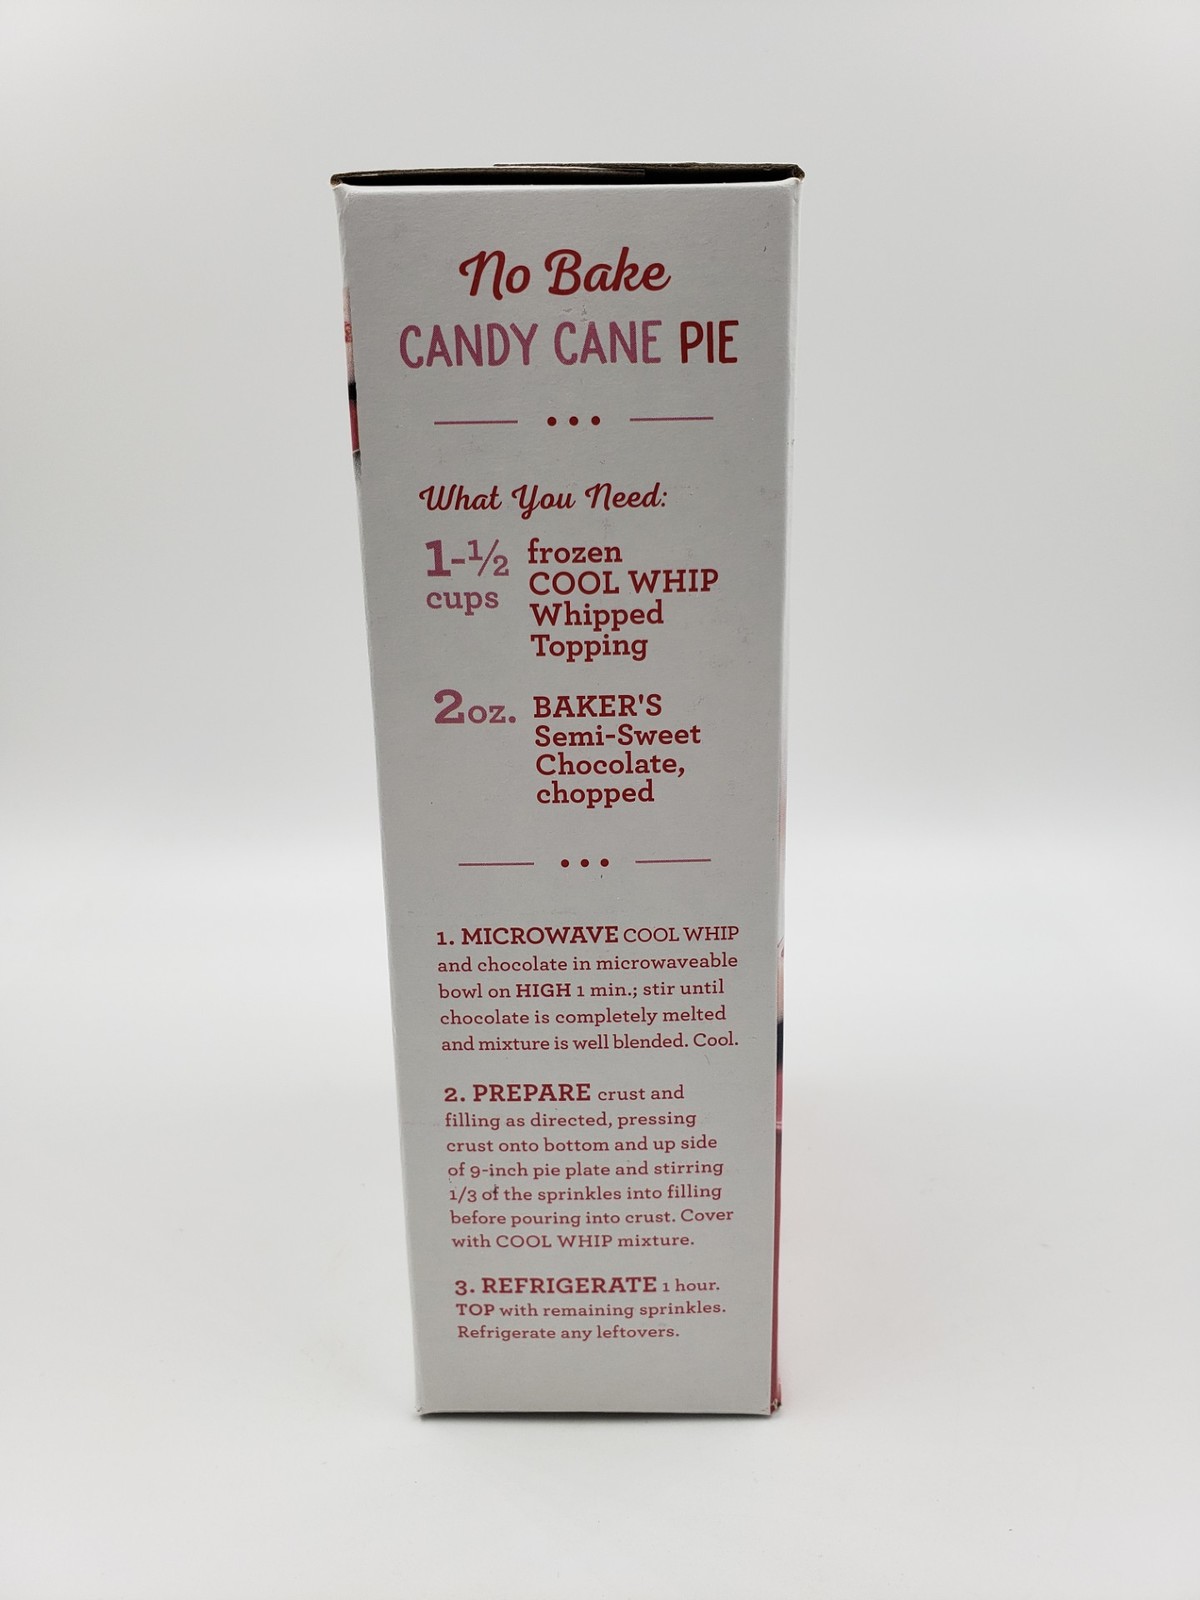 No Bake
CANDY CANE PIE
What You Need:
1-½ cups
frozen
COOL WHIP
Whipped
Topping
2oz.
BAKER'S
Semi-Sweet
Chocolate,
chopped
1. MICROWAVE COOL WHIP
and chocolate in microwaveable
bowl on HIGH 1 min.; stir until
chocolate is completely melted
and mixture is well blended. Cool.
2. PREPARE crust and
filling as directed, pressing
crust onto bottom and up side
of 9-inch pie plate and stirring
1/3 of the sprinkles into filling
before pouring into crust. Cover
with COOL WHIP mixture.
3. REFRIGERATE 1 hour.
TOP with remaining sprinkles.
Refrigerate any leftovers.